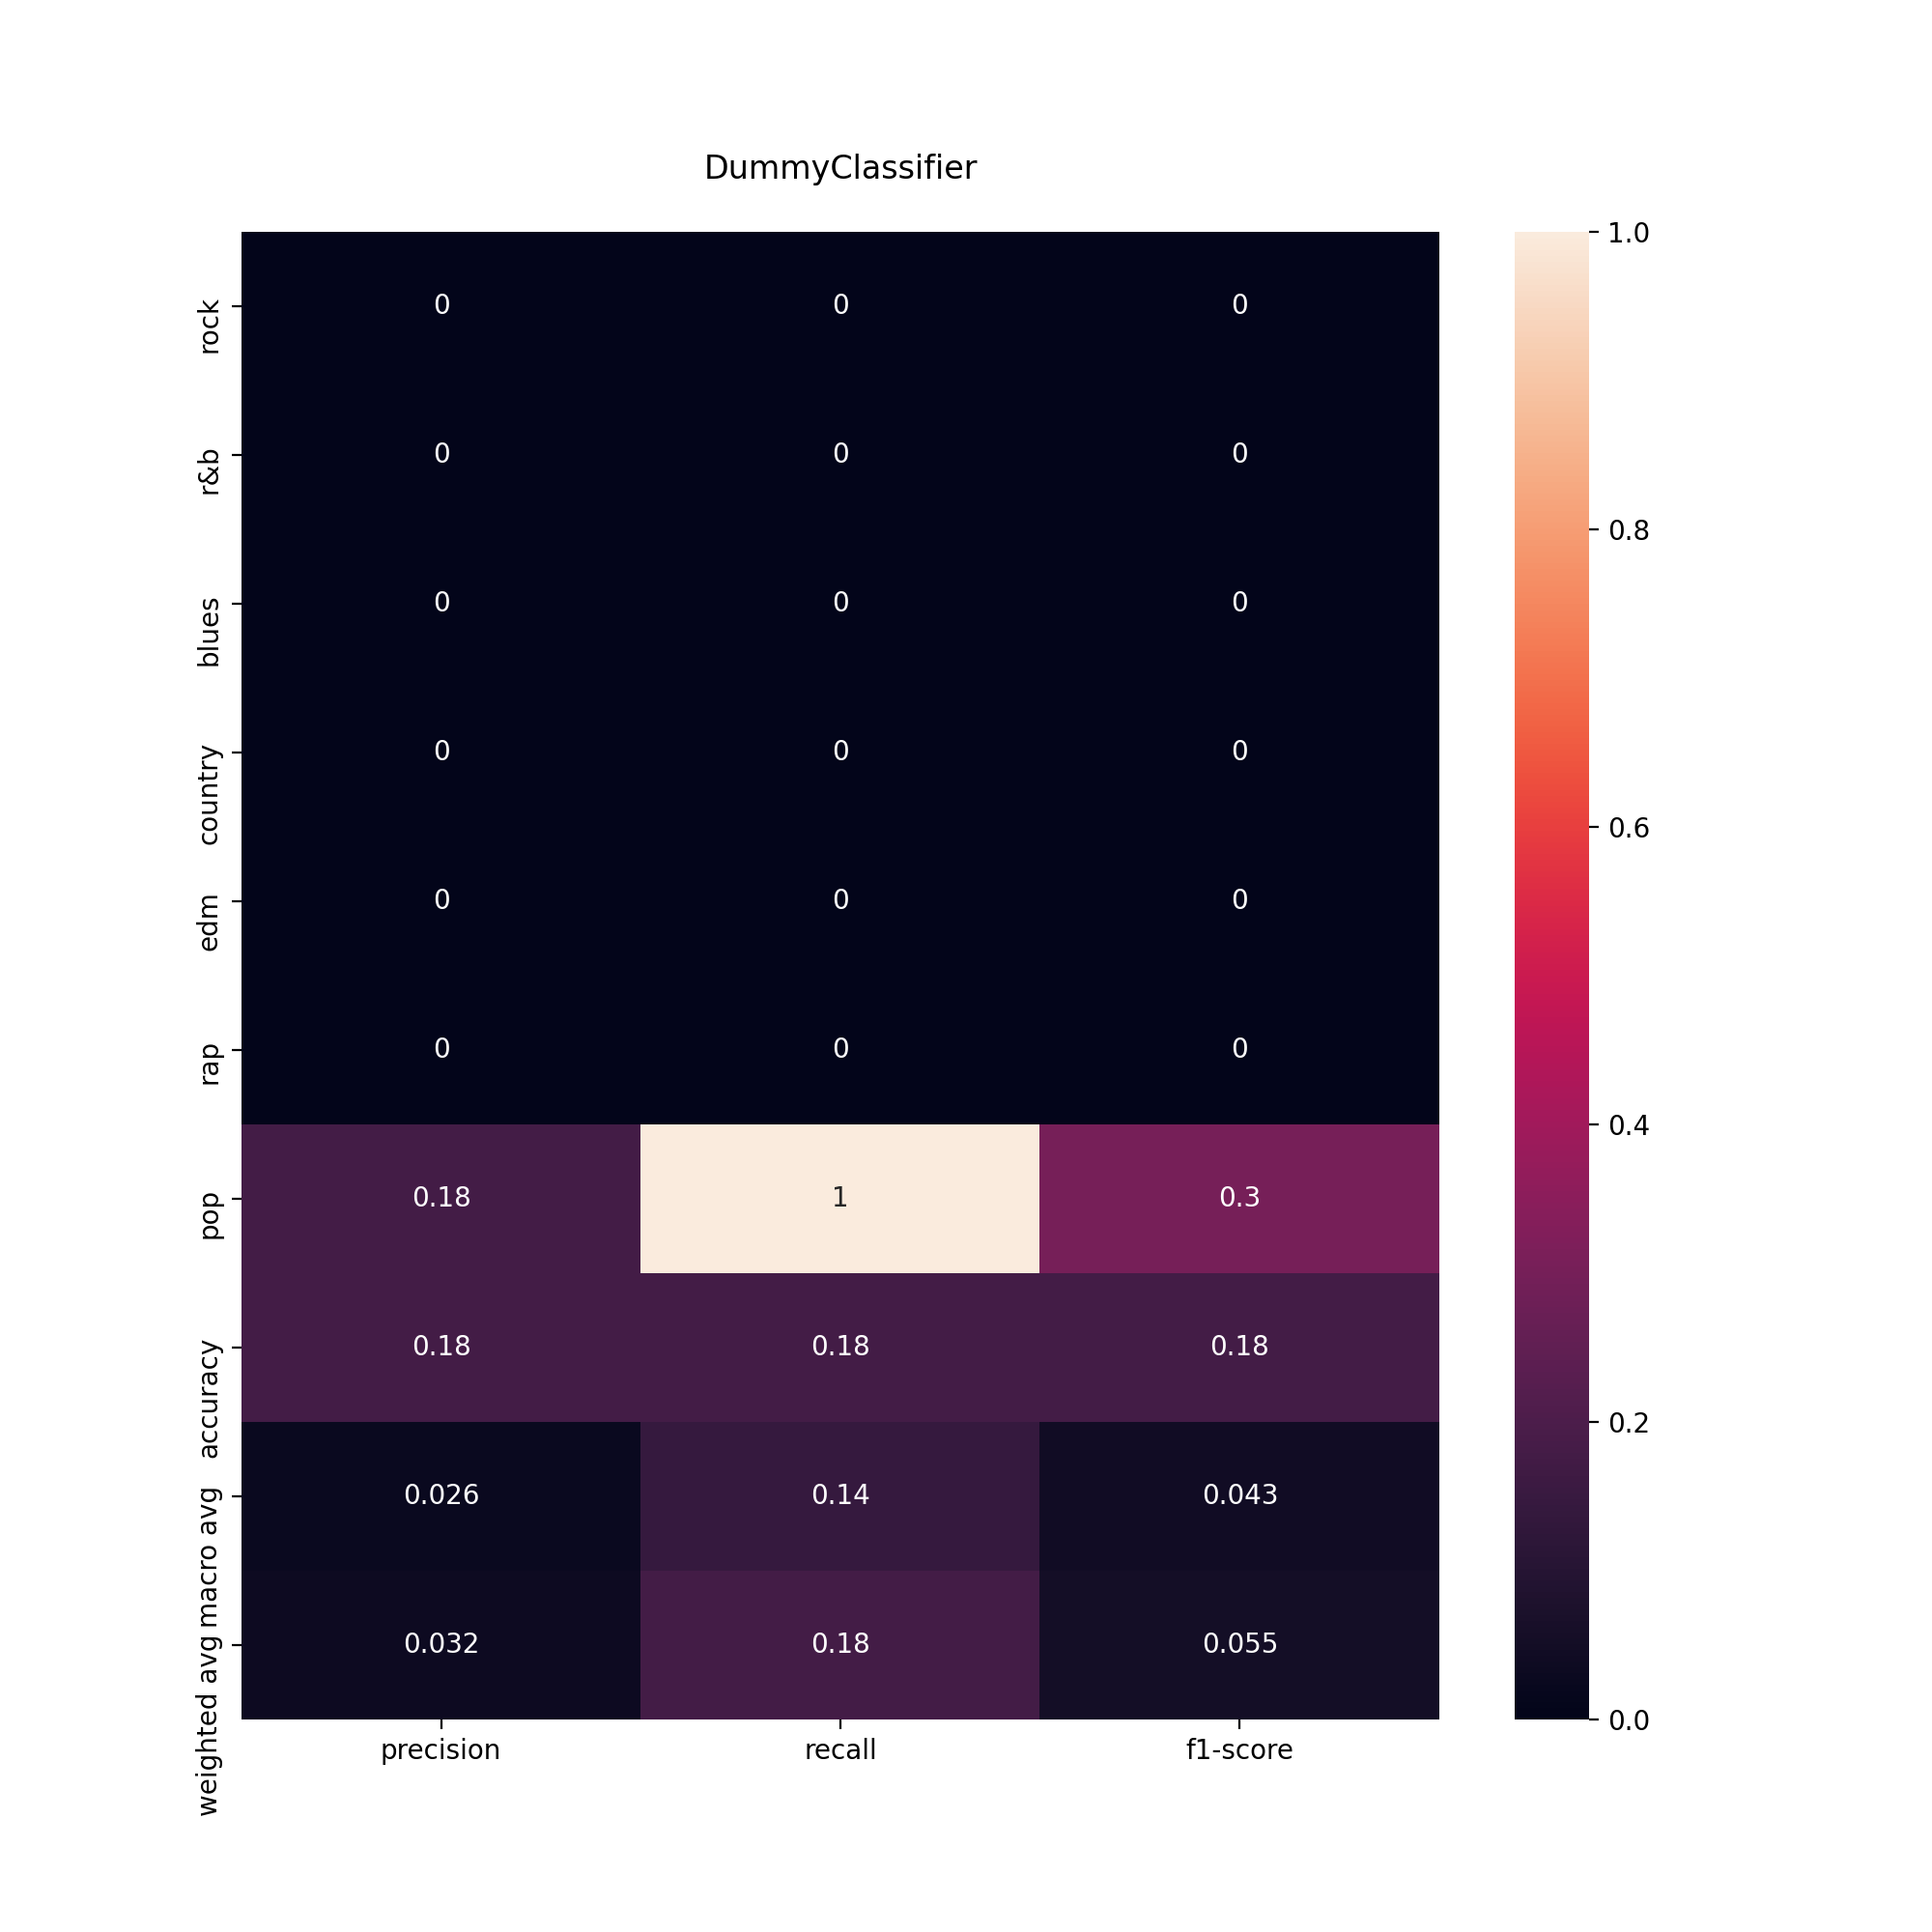 DummyClassifier
rock 0 0 0
r&b 0 0 0
blues 0 0 0
country 0 0 0
edm 0 0 0
rap 0 0 0
pop 0.18 1 0.3
accuracy 0.18 0.18 0.18
macro avg 0.026 0.14 0.043
weighted avg 0.032 0.18 0.055
precision recall f1-score
1.0
0.8
0.6
0.4
0.2
0.0